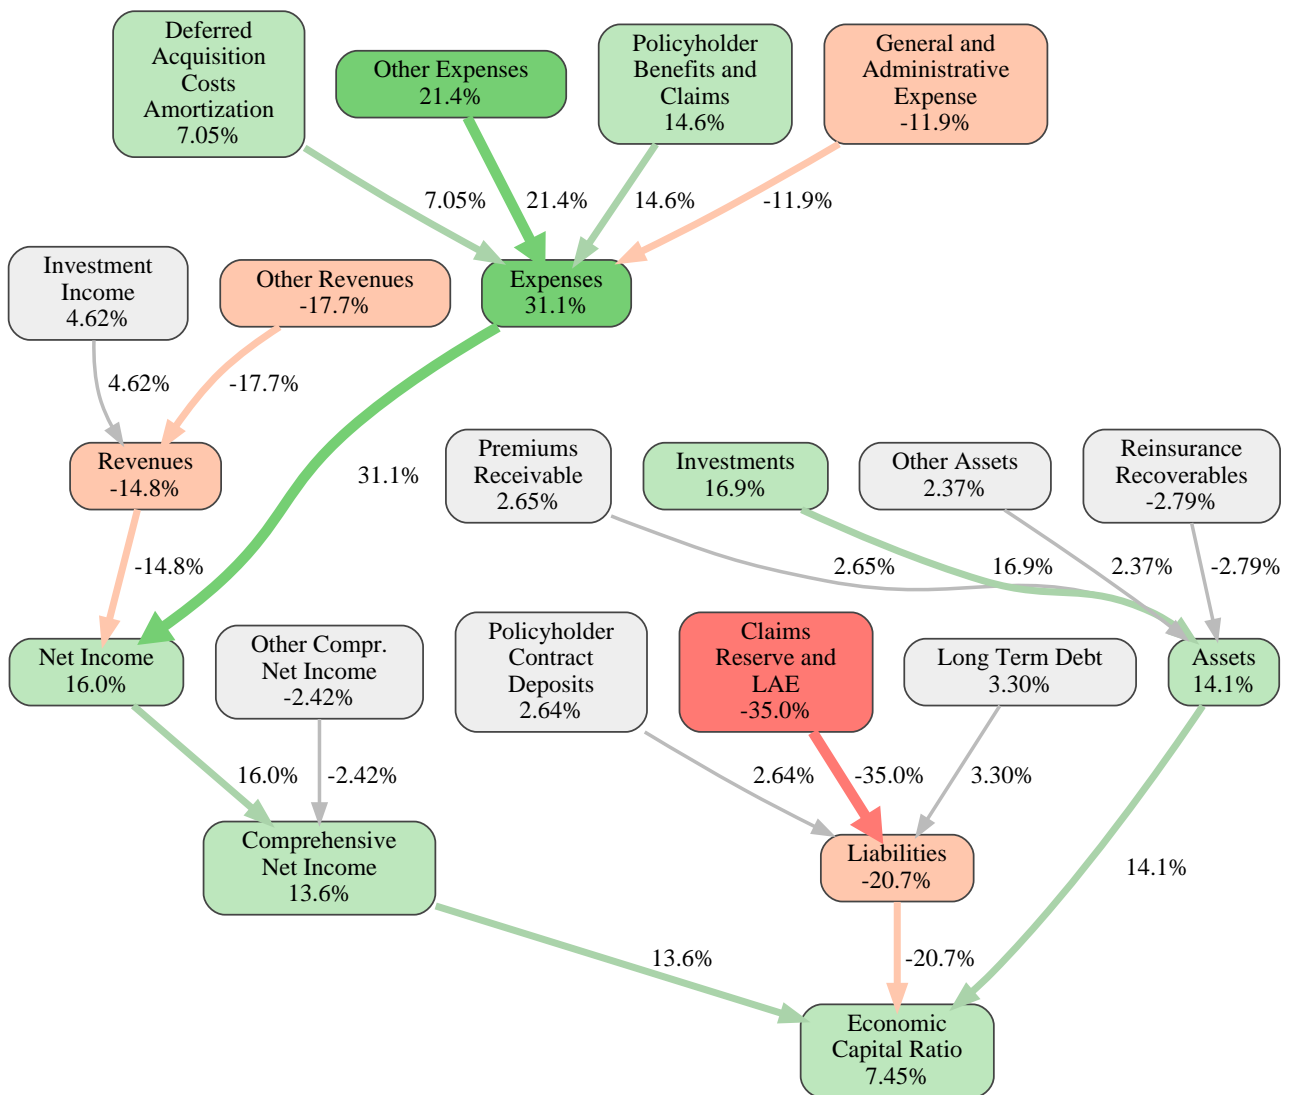 Deferred
Acquisition
Costs
Amortization
7.05%
Other Expenses
21.4%
Policyholder
Benefits and
Claims
14.6%
General and
Administrative
Expense
-11.9%
7.05%
21.4%
14.6%
-11.9%
Investment
Income
4.62%
Other Revenues
-17.7%
Expenses
31.1%
4.62%
-17.7%
31.1%
Revenues
-14.8%
Premiums
Receivable
2.65%
Investments
16.9%
Other Assets
2.37%
Reinsurance
Recoverables
-2.79%
-14.8%
2.65%
16.9%
2.37%
-2.79%
Net Income
16.0%
Other Compr.
Net Income
-2.42%
Policyholder
Contract
Deposits
2.64%
Claims
Reserve and
LAE
-35.0%
Long Term Debt
3.30%
Assets
14.1%
16.0%
-2.42%
2.64%
-35.0%
3.30%
Comprehensive
Net Income
13.6%
Liabilities
-20.7%
14.1%
13.6%
-20.7%
Economic
Capital Ratio
7.45%